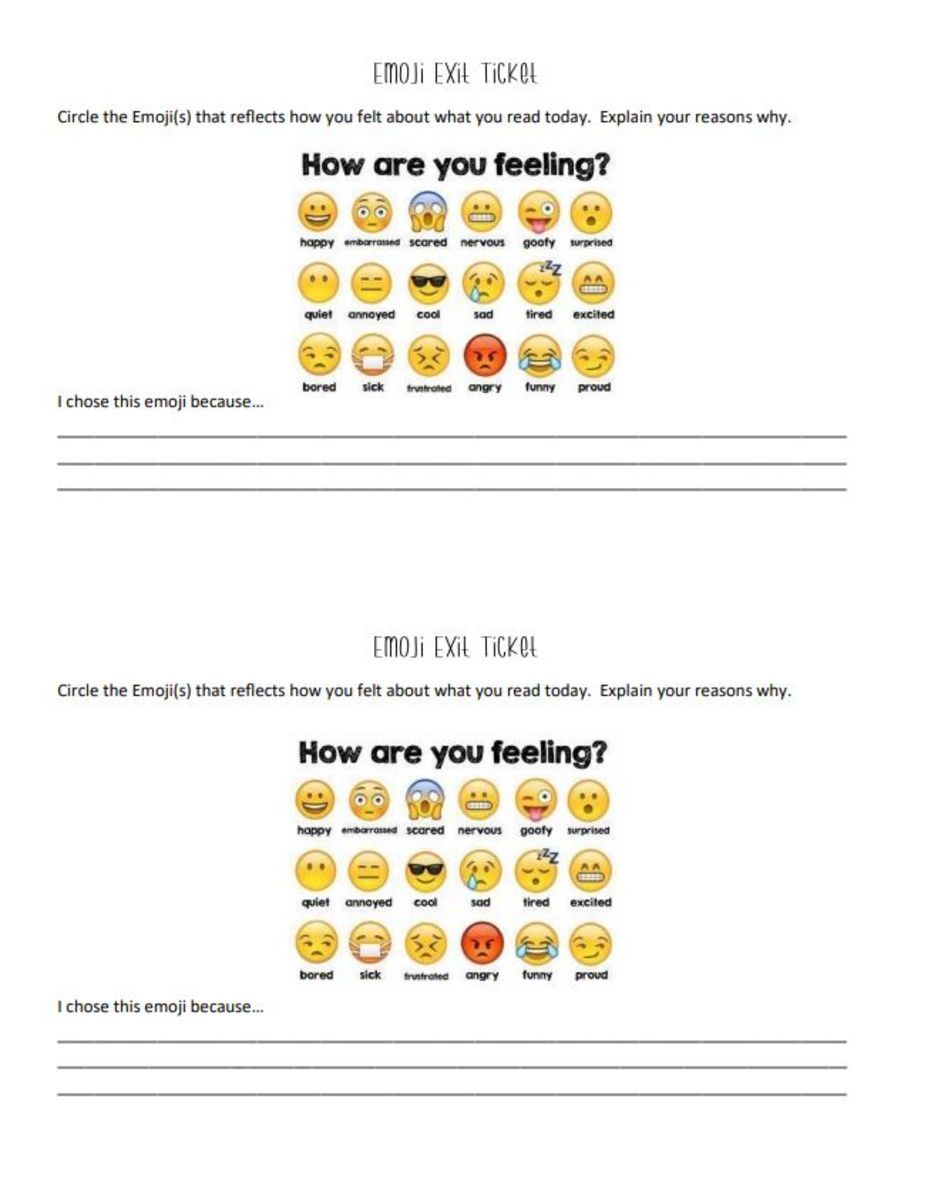 Emoji Exit Ticket
Circle the Emoji(s) that reflects how you felt about what you read today. Explain your reasons why.
How are you feeling?
happy embarrassed scared nervous goofy surprised
zzZ
quiet annoyed cool sad tired excited
bored sick frustrated angry funny proud
I chose this emoji because…
Emoji Exit Ticket
Circle the Emoji(s) that reflects how you felt about what you read today. Explain your reasons why.
How are you feeling?
happy embarrassed scared nervous goofy surprised
zzZ
quiet annoyed cool sad tired excited
bored sick frustrated angry funny proud
I chose this emoji because…